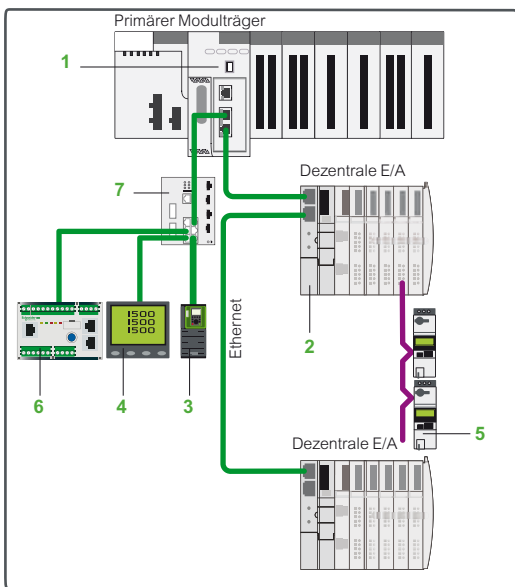 Primärer Modulträger
1
7
Dezentrale E/A
Ethernet
2
1500
1500
1500
6
4
3
5
Dezentrale E/A